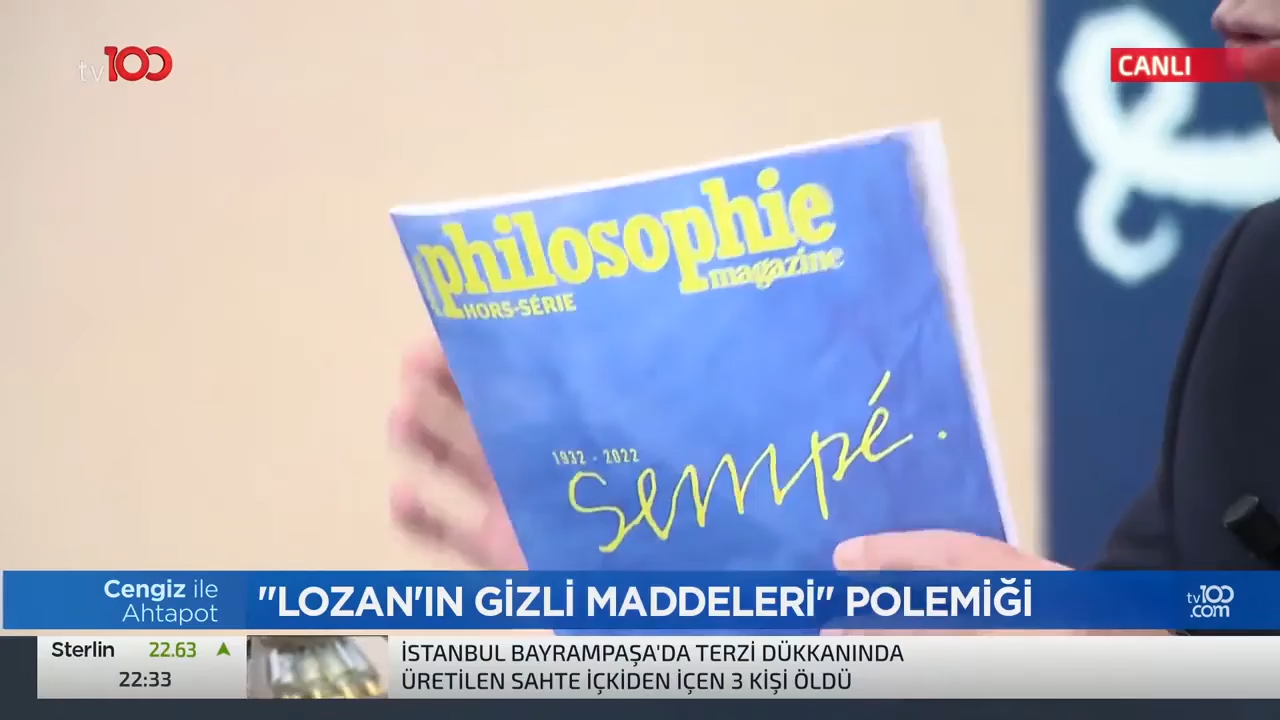 tv100
CANLI
philosophie
magazine
HORS-SÉRIE
1932 - 2022
Sempé.
Cengiz ile
Ahtapot
"LOZAN'IN GİZLİ MADDELERİ" POLEMİĞİ
tv100
.com
Sterlin 22.63
22:33
İSTANBUL BAYRAMPAŞA'DA TERZİ DÜKKANINDA
ÜRETİLEN SAHTE İÇKİDEN İÇEN 3 KİŞİ ÖLDÜ